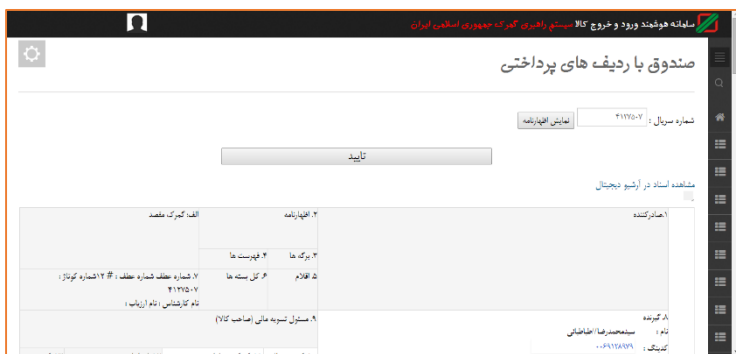 سامانه هوشمند ورود و خروج کالا سیستم راهبری گمرک جمهوری اسلامی ایران
صندوق با ردیف های پرداختی
شماره سریال : ۴۱۲۷۵۰۷ نمایش اظهارنامه
تایید
مشاهده اسناد در آرشیو دیجیتال
۱.صادرکننده ۲. اظهارنامه الف: گمرک مقصد
۳. برگه ها ۴. فهرست ها
۵. اقلام ۶. کل بسته ها ۷. شماره عطف شماره عطف : # ۱۲شماره کوتاژ :
۴۱۲۷۵۰۷
نام کارشناس : نام ارزیاب :
۸. گیرنده ۹. مسئول تسویه مالی (صاحب کالا)
نام : سیدمحمدرضا اطباطبائی
کدینگ :